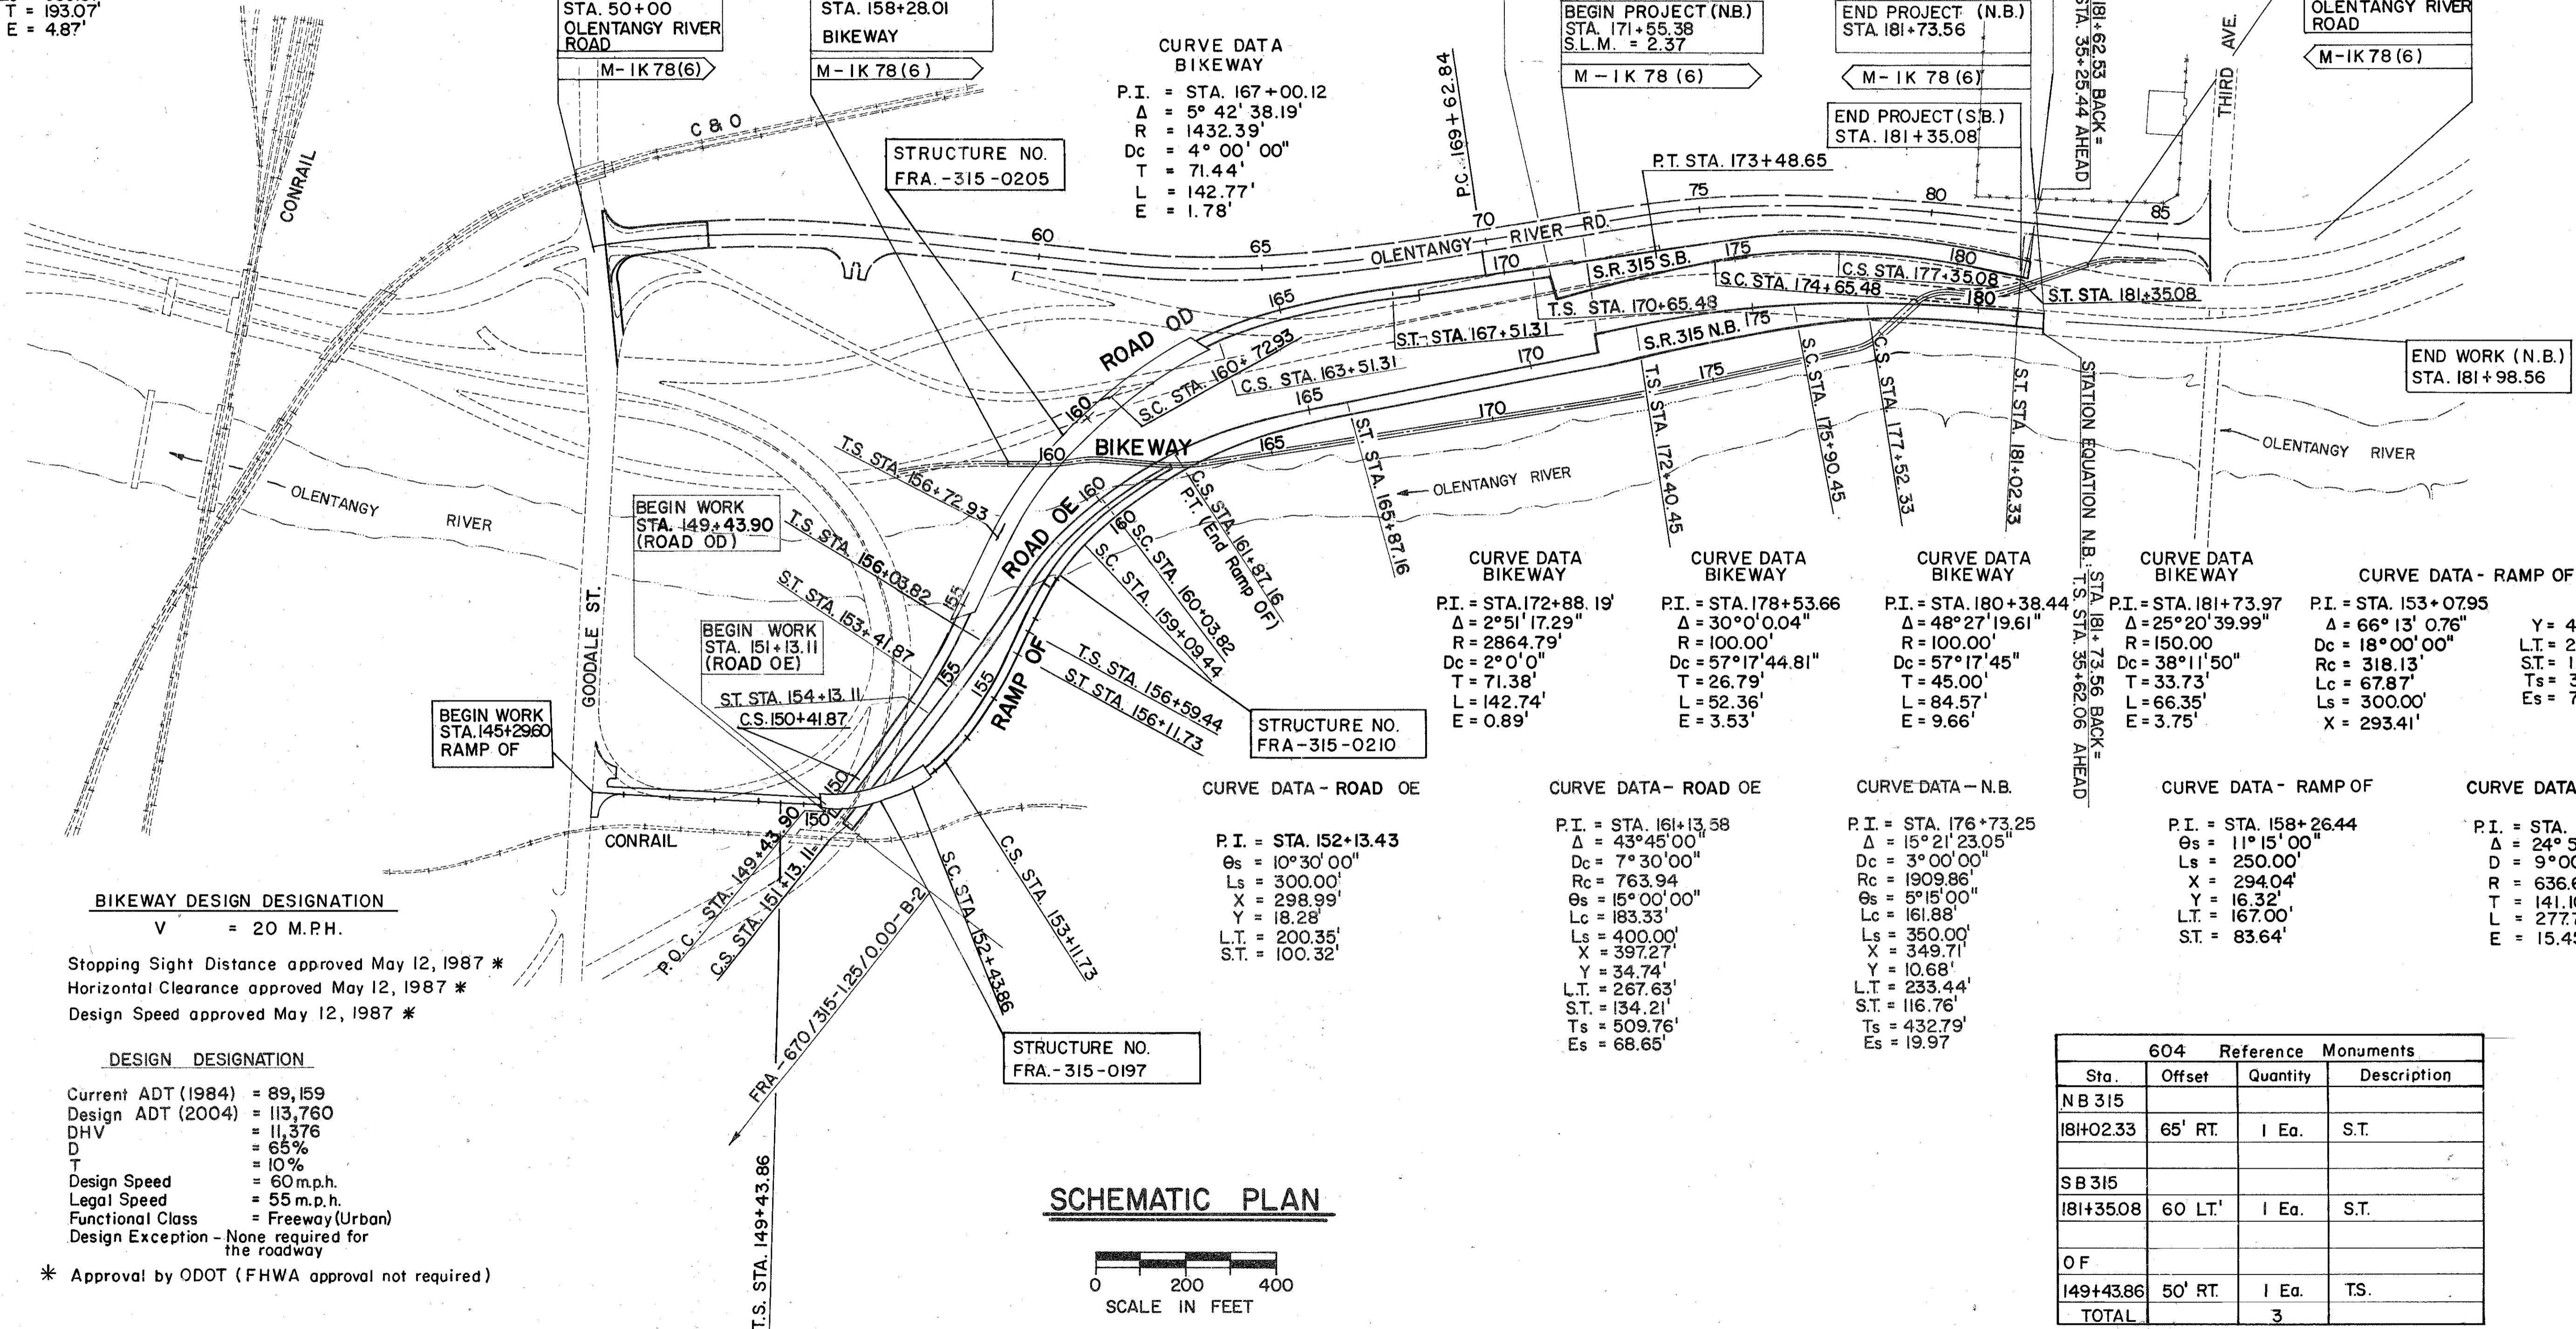 T = 193.07'
E = 4.87'
STA. 50+00
OLENTANGY RIVER
ROAD
M-1K78(6)
STA. 158+28.01
BIKEWAY
M-1K78(6)
CURVE DATA
BIKEWAY
P.I. = STA. 167+00.12
Δ = 5° 42' 38.19'
R = 1432.39'
Dc = 4° 00' 00"
T = 71.44'
L = 142.77'
E = 1.78'
P.C. 169+62.84
BEGIN PROJECT (N.B.)
STA. 171+55.38
S.L.M. = 2.37
M-1K 78 (6)
END PROJECT (N.B.)
STA. 181+73.56
M-1K 78 (6)
END PROJECT (S.B.)
STA. 181+35.08
181+62.53 BACK =
STA. 35+25.44 AHEAD
THIRD AVE.
OLENTANGY RIVER
ROAD
M-1K78(6)
CONRAIL
C & O
STRUCTURE NO.
FRA.-315-0205
P.T. STA. 173+48.65
60
65
70
75
80
85
OLENTANGY RIVER RD.
165
170
S.R. 315 S.B.
175
180
S.C. STA. 174+65.48
C.S. STA. 177+35.08
T.S. STA. 170+65.48
S.T. STA. 181+35.08
180
ROAD OD
S.T. STA. 167+51.31
S.R. 315 N.B.
175
170
165
160
S.C. STA. 160+72.93
C.S. STA. 163+51.31
END WORK (N.B.)
STA. 181+98.56
BIKEWAY
160
165
170
175
T.S. STA. 156+72.93
OLENTANGY RIVER
OLENTANGY RIVER
OLENTANGY RIVER
S.T. STA. 165+87.16
T.S. STA. 172+40.45
S.C. STA. 175+90.45
C.S. STA. 177+52.33
S.T. STA. 181+02.33
STATION EQUATION N.B.: STA. 181+73.56 BACK =
T.S. STA. 35+62.06 AHEAD
BEGIN WORK
STA. 149+43.90
(ROAD OD)
T.S. STA. 156+03.82
S.T. STA. 153+41.87
ROAD OE
160
160
C.S. STA. 161+87.16
P.T. (End Ramp OF)
S.C. STA. 160+03.82
S.C. STA. 159+09.44
155
155
155
RAMP OF
T.S. STA. 156+59.44
S.T STA. 156+11.73
GOODALE ST.
BEGIN WORK
STA. 151+13.11
(ROAD OE)
S.T. STA. 154+13.11
C.S. 150+41.87
BEGIN WORK
STA. 145+29.60
RAMP OF
STRUCTURE NO.
FRA-315-0210
150
150
CONRAIL
P.O.C. STA. 149+43.90
C.S. STA. 151+13.11=
S.C. STA. 152+43.86
C.S. STA. 153+11.73
FRA-670/315-1.25/0.00-B-2
T.S. STA. 149+43.86
STRUCTURE NO.
FRA.-315-0197
CURVE DATA
BIKEWAY
P.I. = STA. 172+88.19'
Δ = 2°51'17.29"
R = 2864.79'
Dc = 2°0'0"
T = 71.38'
L = 142.74'
E = 0.89'
CURVE DATA
BIKEWAY
P.I. = STA. 178+53.66
Δ = 30°0'0.04"
R = 100.00'
Dc = 57°17'44.81"
T = 26.79'
L = 52.36'
E = 3.53'
CURVE DATA
BIKEWAY
P.I. = STA. 180+38.44
Δ = 48°27'19.61"
R = 100.00'
Dc = 57°17'45"
T = 45.00'
L = 84.57'
E = 9.66'
CURVE DATA
BIKEWAY
P.I. = STA. 181+73.97
Δ = 25°20'39.99"
R = 150.00
Dc = 38°11'50"
T = 33.73'
L = 66.35'
E = 3.75'
CURVE DATA - RAMP OF
P.I. = STA. 153+07.95
Δ = 66° 13' 0.76"
Dc = 18°00'00"
Rc = 318.13'
Lc = 67.87'
Ls = 300.00'
X = 293.41'
Y = 4
L.T. = 2
S.T. = 1
Ts = 3
Es = 7
CURVE DATA - ROAD OE
P.I. = STA. 152+13.43
θs = 10°30'00"
Ls = 300.00'
X = 298.99'
Y = 18.28'
L.T. = 200.35'
S.T. = 100.32'
CURVE DATA - ROAD OE
P.I. = STA. 161+13.58
Δ = 43°45'00"
Dc = 7°30'00"
Rc = 763.94
θs = 15°00'00"
Lc = 183.33'
Ls = 400.00'
X = 397.27'
Y = 34.74'
L.T. = 267.63'
S.T. = 134.21'
Ts = 509.76'
Es = 68.65'
CURVE DATA - N.B.
P.I. = STA. 176+73.25
Δ = 15°21'23.05"
Dc = 3°00'00"
Rc = 1909.86'
θs = 5°15'00"
Lc = 161.88'
Ls = 350.00'
X = 349.71'
Y = 10.68'
L.T. = 233.44'
S.T. = 116.76'
Ts = 432.79'
Es = 19.97
CURVE DATA - RAMP OF
P.I. = STA. 158+26.44
θs = 11°15'00"
Ls = 250.00'
X = 294.04'
Y = 16.32'
L.T. = 167.00'
S.T. = 83.64'
CURVE DATA
P.I. = STA.
Δ = 24° 5
D = 9°00
R = 636.6
T = 141.1
L = 277.7
E = 15.4
BIKEWAY DESIGN DESIGNATION
V = 20 M.P.H.
Stopping Sight Distance approved May 12, 1987 *
Horizontal Clearance approved May 12, 1987 *
Design Speed approved May 12, 1987 *
DESIGN DESIGNATION
Current ADT (1984) = 89,159
Design ADT (2004) = 113,760
DHV = 11,376
D = 65%
T = 10%
Design Speed = 60 m.p.h.
Legal Speed = 55 m.p.h.
Functional Class = Freeway (Urban)
Design Exception - None required for
the roadway
* Approval by ODOT (FHWA approval not required)
SCHEMATIC PLAN
0 200 400
SCALE IN FEET
604 Reference Monuments
Sta. Offset Quantity Description
NB 315
181+02.33 65' RT. 1 Ea. S.T.
SB 315
181+35.08 60 LT.' 1 Ea. S.T.
OF
149+43.86 50' RT. 1 Ea. T.S.
TOTAL 3